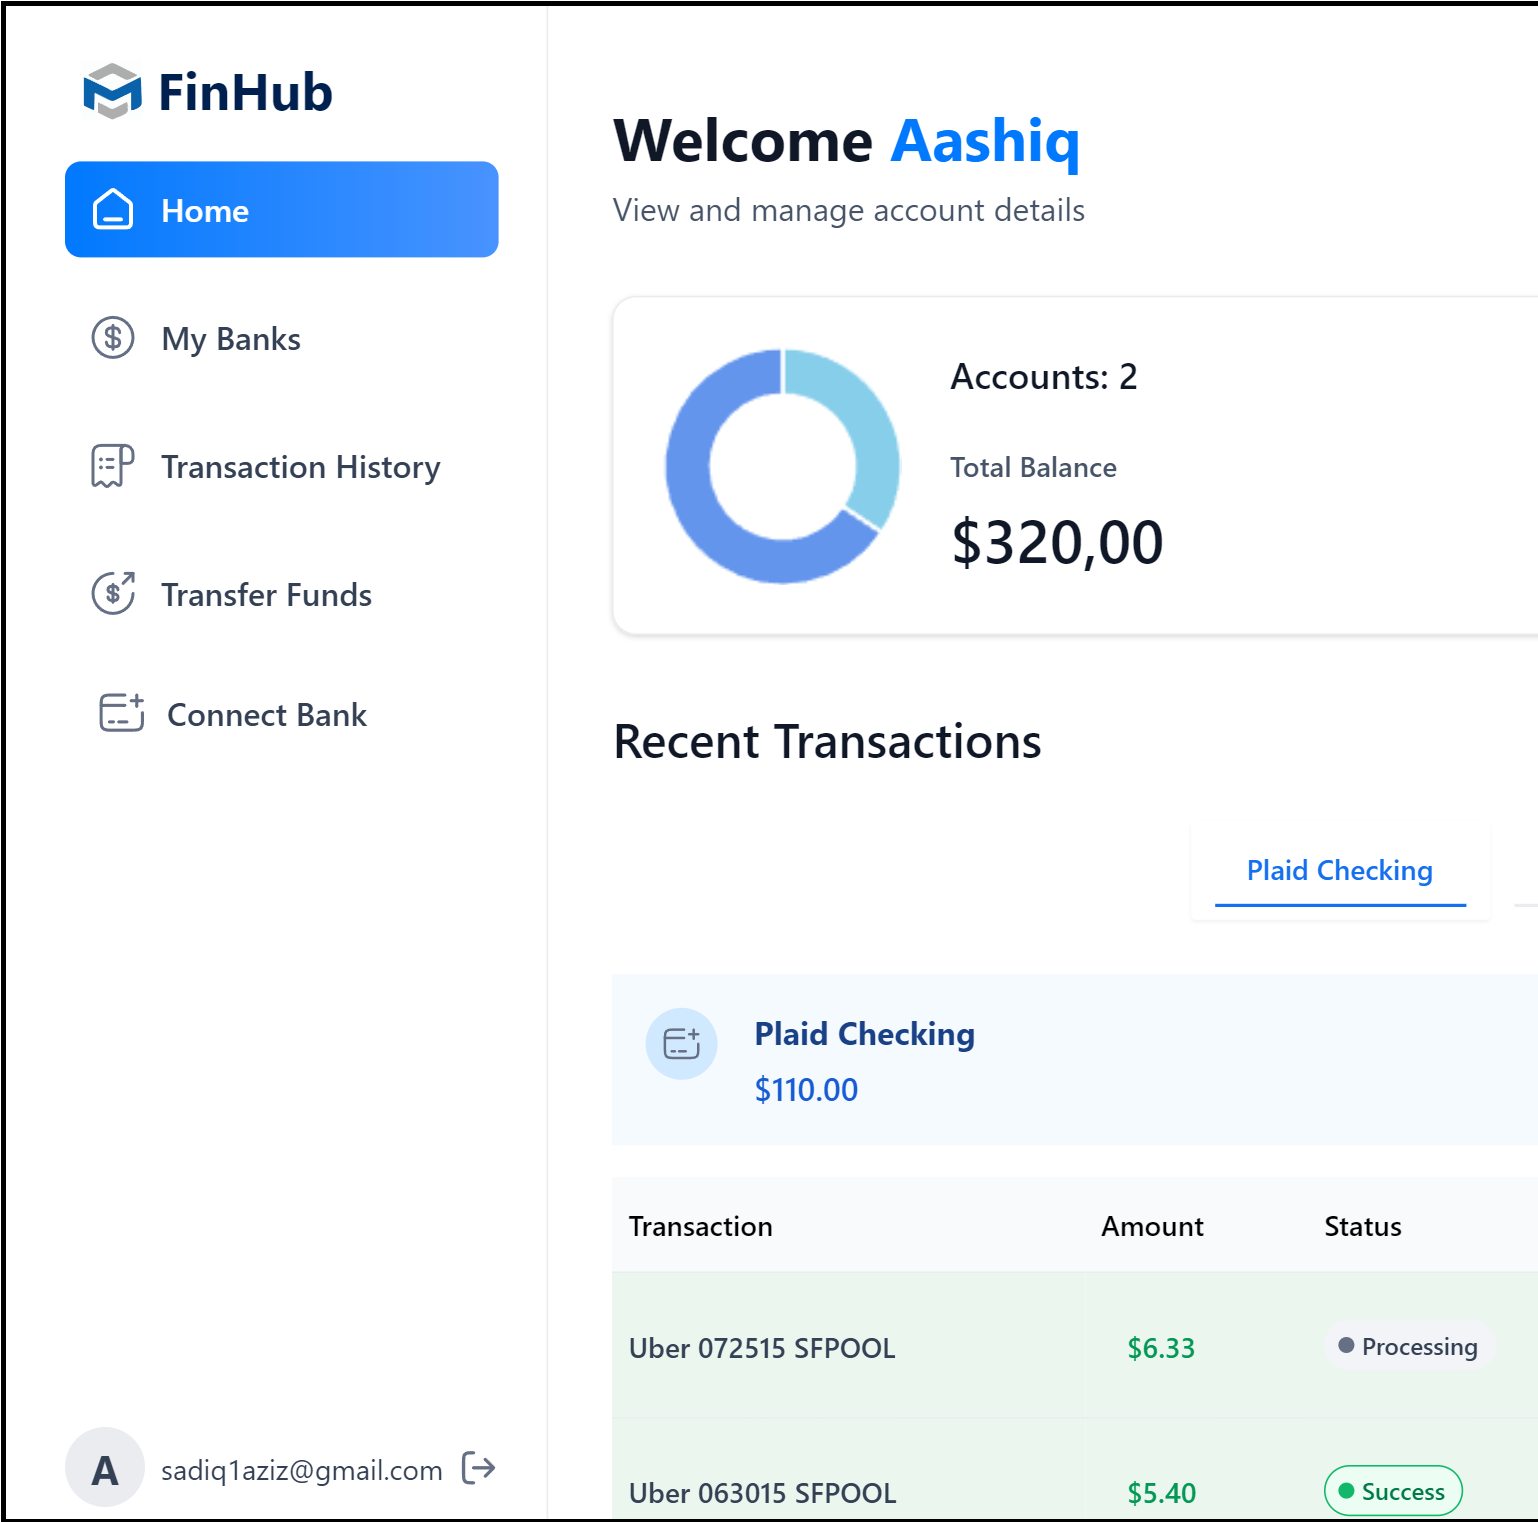 FinHub
Home
My Banks
Transaction History
Transfer Funds
Connect Bank
A
sadiq1aziz@gmail.com
Welcome Aashiq
View and manage account details
Accounts: 2
Total Balance
$320,00
Recent Transactions
Plaid Checking
Plaid Checking
$110.00
Transaction Amount Status
Uber 072515 SFPOOL $6.33 Processing
Uber 063015 SFPOOL $5.40 Success